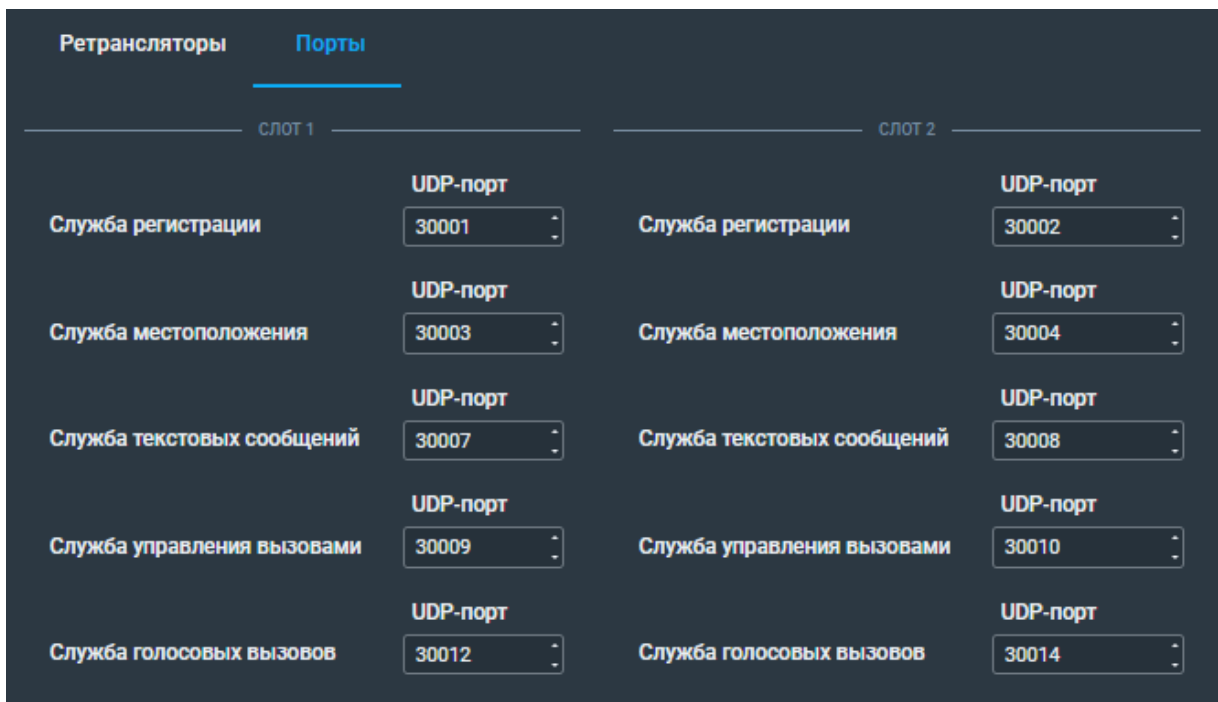 Ретрансляторы Порты
СЛОТ 1 СЛОТ 2
UDP-порт UDP-порт
Служба регистрации 30001 Служба регистрации 30002
UDP-порт UDP-порт
Служба местоположения 30003 Служба местоположения 30004
UDP-порт UDP-порт
Служба текстовых сообщений 30007 Служба текстовых сообщений 30008
UDP-порт UDP-порт
Служба управления вызовами 30009 Служба управления вызовами 30010
UDP-порт UDP-порт
Служба голосовых вызовов 30012 Служба голосовых вызовов 30014